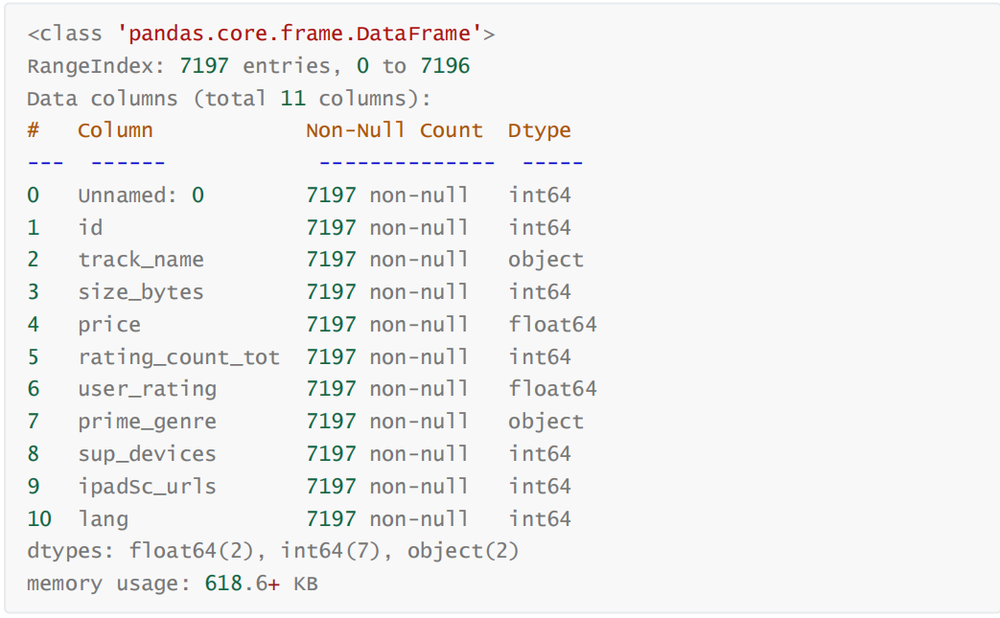 <class 'pandas.core.frame.DataFrame'>
RangeIndex: 7197 entries, 0 to 7196
Data columns (total 11 columns):
#   Column            Non-Null Count  Dtype
---  ------            --------------  -----
0   Unnamed: 0        7197 non-null   int64
1   id                7197 non-null   int64
2   track_name        7197 non-null   object
3   size_bytes        7197 non-null   int64
4   price             7197 non-null   float64
5   rating_count_tot  7197 non-null   int64
6   user_rating       7197 non-null   float64
7   prime_genre       7197 non-null   object
8   sup_devices       7197 non-null   int64
9   ipadSc_urls       7197 non-null   int64
10  lang              7197 non-null   int64
dtypes: float64(2), int64(7), object(2)
memory usage: 618.6+ KB